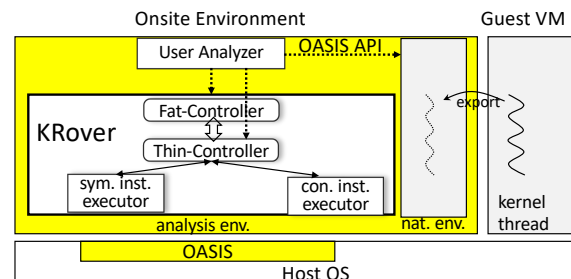 Onsite Environment
Guest VM
User Analyzer
OASIS API
export
Fat-Controller
KRover
Thin-Controller
sym. inst.
executor
con. inst.
executor
kernel
thread
analysis env.
nat. env.
OASIS
Host OS